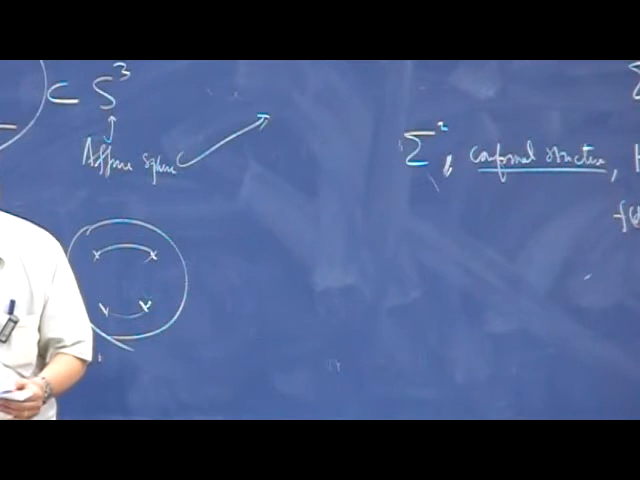 ⊂ S³
Affine sphere
Σ², conformal structure,